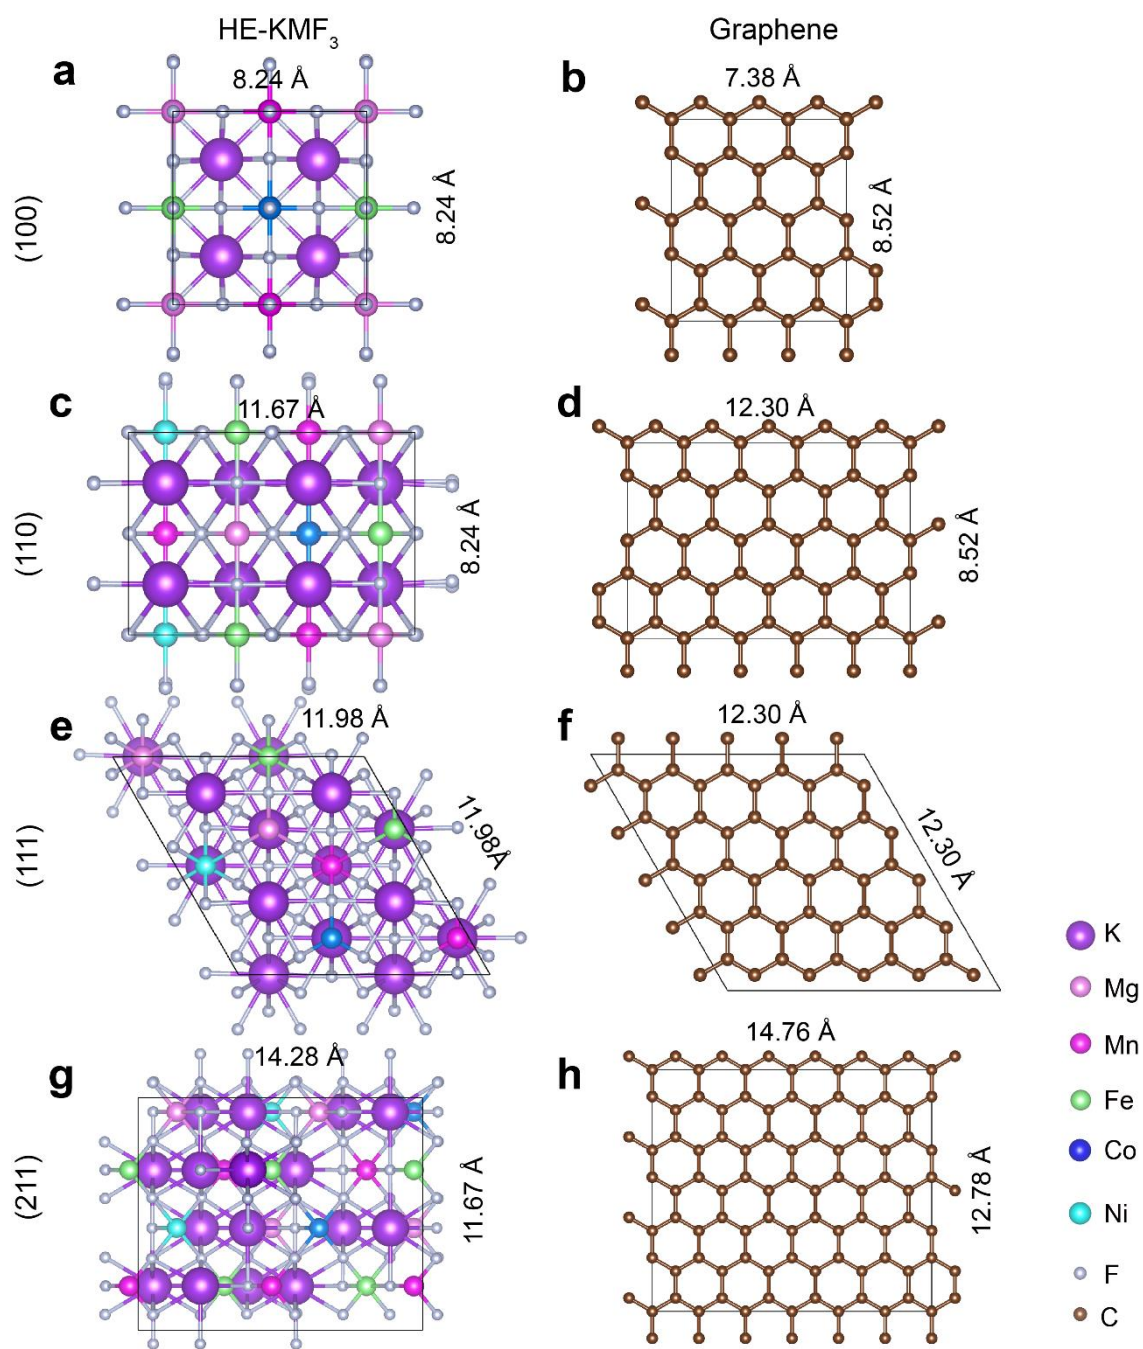 HE-KMF₃
Graphene
a
8.24 Å
8.24 Å
b
7.38 Å
8.52 Å
(100)
c
11.67 Å
8.24 Å
d
12.30 Å
8.52 Å
(110)
e
11.98 Å
11.98Å
f
12.30 Å
12.30 Å
(111)
g
14.28 Å
11.67 Å
h
14.76 Å
12.78 Å
(211)
K
Mg
Mn
Fe
Co
Ni
F
C